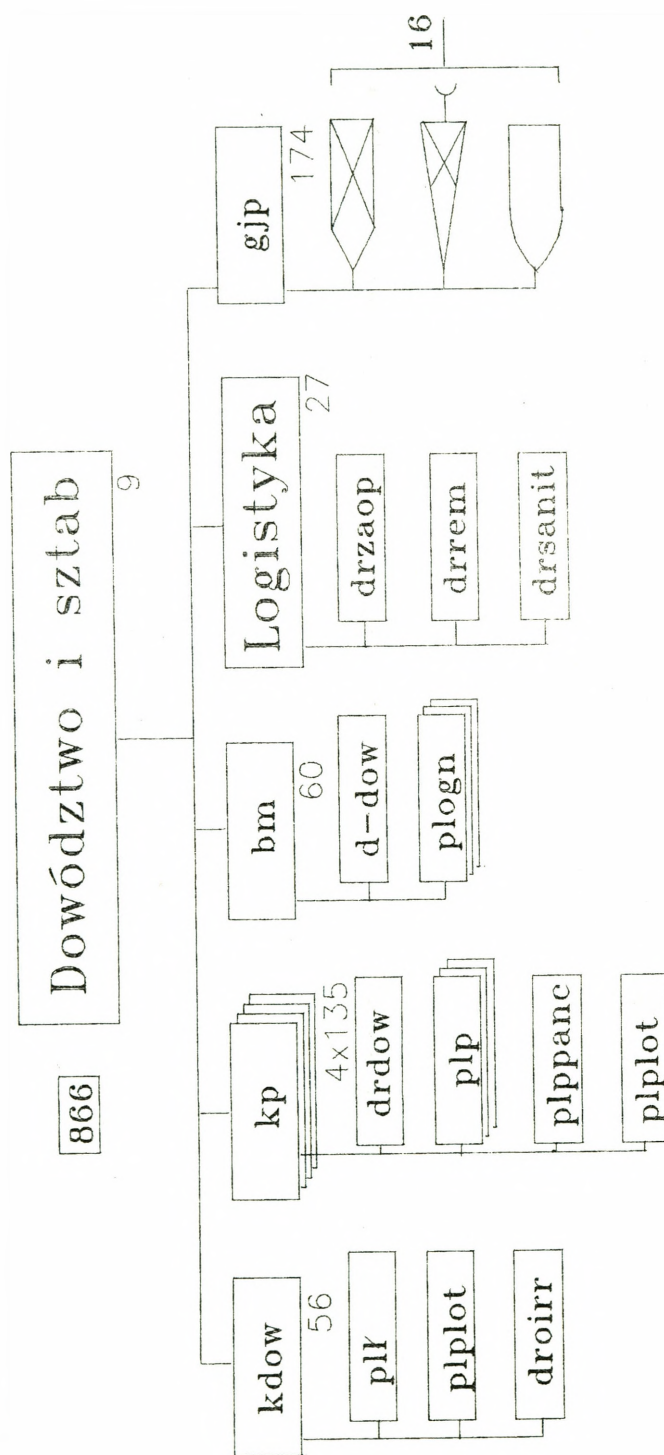 866
Dowództwo i sztab
9
kdow
56
plł
plplot
droirr
kp
4x135
drdow
plp
plppanc
plplot
bm
60
d-dow
plogn
Logistyka
27
drzaop
drrem
drsanit
gjp
174
16